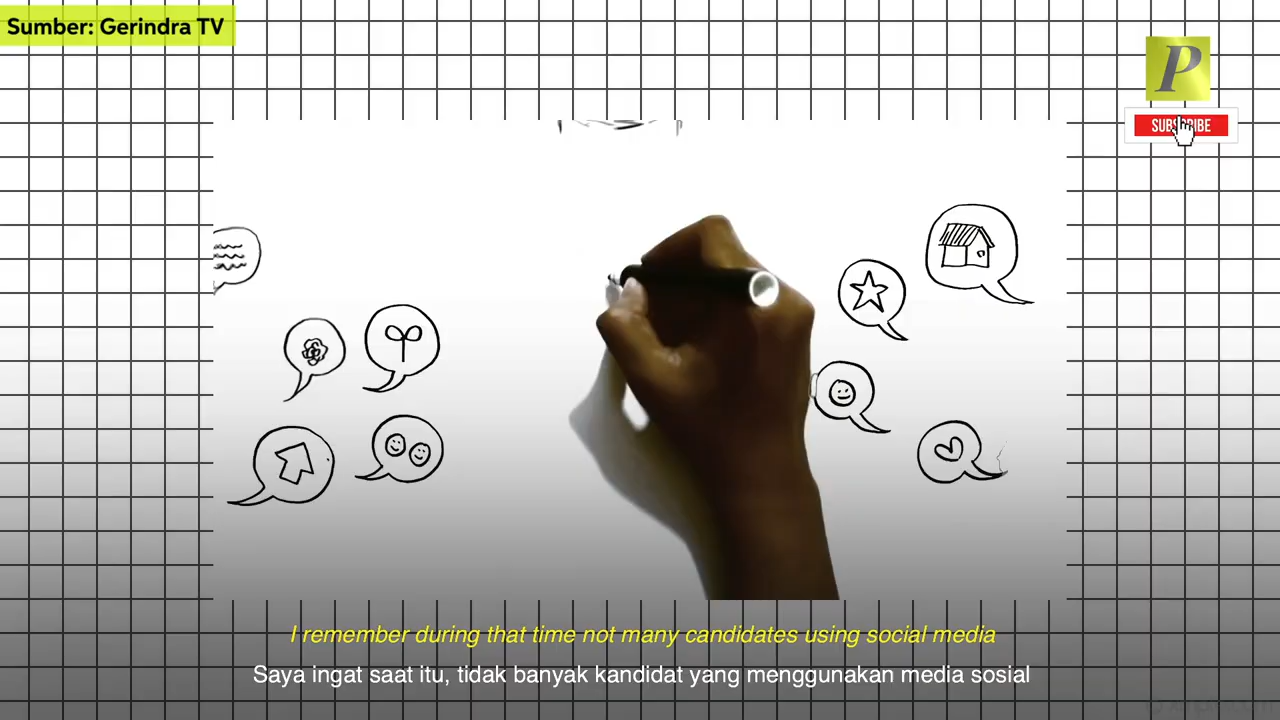 Sumber: Gerindra TV
P
SUBSCRIBE
I remember during that time not many candidates using social media
Saya ingat saat itu, tidak banyak kandidat yang menggunakan media sosial